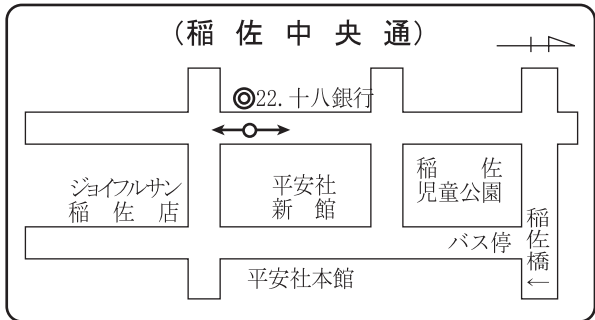 （稲佐中央通）
22.十八銀行
ジョイフルサン
稲佐店
平安社
新館
稲佐
児童公園
バス停
稲佐橋←
平安社本館